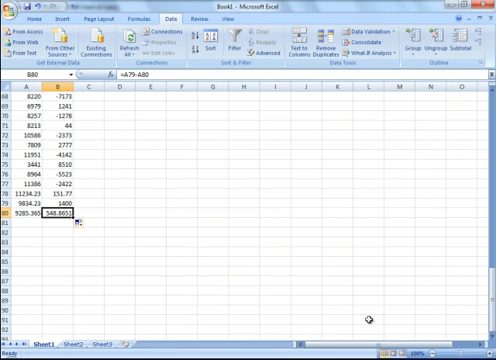 Book1 - Microsoft Excel
Home Insert Page Layout Formulas Data Review View
From Access
From Web
From Text
From Other Sources
Existing Connections
Get External Data
Refresh All
Connections
Properties
Edit Links
Connections
Sort
Filter
Clear
Reapply
Advanced
Sort & Filter
Text to Columns
Remove Duplicates
Data Validation
Consolidate
What-If Analysis
Data Tools
Group
Ungroup
Subtotal
Outline
B80 fx =A79-A80
A B C D E F G H I J K L M N O
68 8220 -7173
69 6979 1241
70 8257 -1278
71 8213 44
72 10586 -2373
73 7809 2777
74 11951 -4142
75 3441 8510
76 8964 -5523
77 11386 -2422
78 11234.23 151.77
79 9834.23 1400
80 9285.365 548.8651
81
82
83
84
85
86
87
88
89
90
91
92
93
Sheet1 Sheet2 Sheet3
Ready 100%